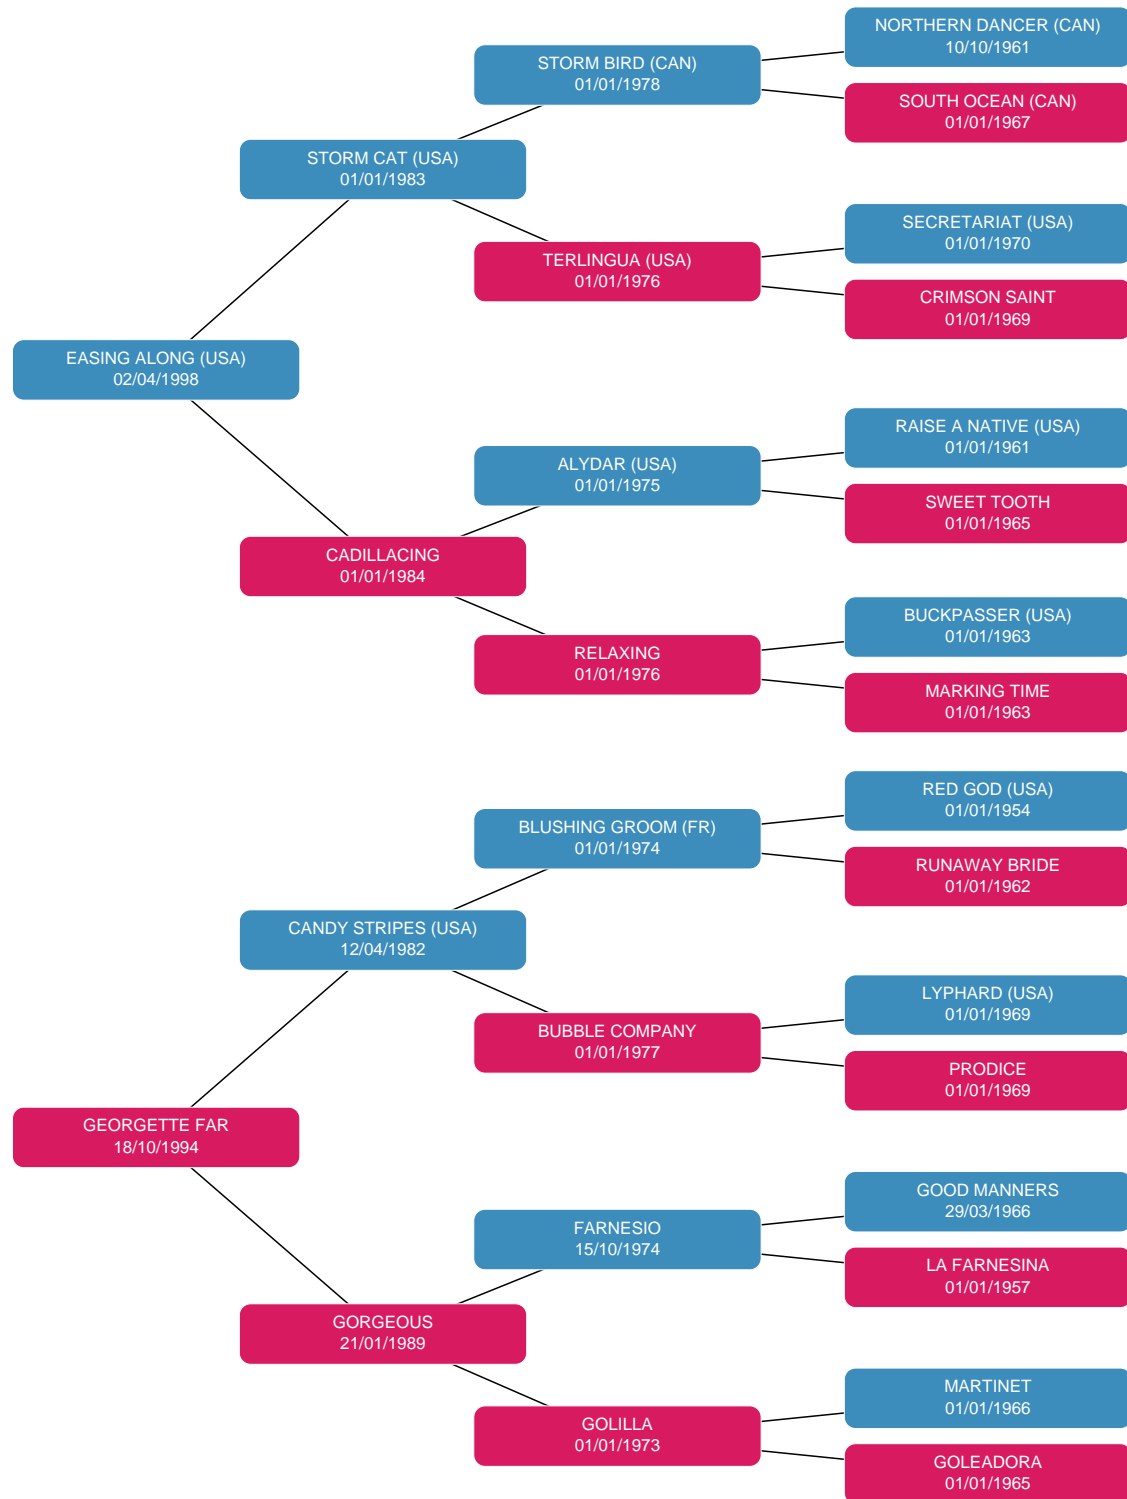 NORTHERN DANCER (CAN)
10/10/1961
STORM BIRD (CAN)
01/01/1978
SOUTH OCEAN (CAN)
01/01/1967
STORM CAT (USA)
01/01/1983
SECRETARIAT (USA)
01/01/1970
TERLINGUA (USA)
01/01/1976
CRIMSON SAINT
01/01/1969
EASING ALONG (USA)
02/04/1998
RAISE A NATIVE (USA)
01/01/1961
ALYDAR (USA)
01/01/1975
SWEET TOOTH
01/01/1965
CADILLACING
01/01/1984
BUCKPASSER (USA)
01/01/1963
RELAXING
01/01/1976
MARKING TIME
01/01/1963
RED GOD (USA)
01/01/1954
BLUSHING GROOM (FR)
01/01/1974
RUNAWAY BRIDE
01/01/1962
CANDY STRIPES (USA)
12/04/1982
LYPHARD (USA)
01/01/1969
BUBBLE COMPANY
01/01/1977
PRODICE
01/01/1969
GEORGETTE FAR
18/10/1994
GOOD MANNERS
29/03/1966
FARNESIO
15/10/1974
LA FARNESINA
01/01/1957
GORGEOUS
21/01/1989
MARTINET
01/01/1966
GOLILLA
01/01/1973
GOLEADORA
01/01/1965